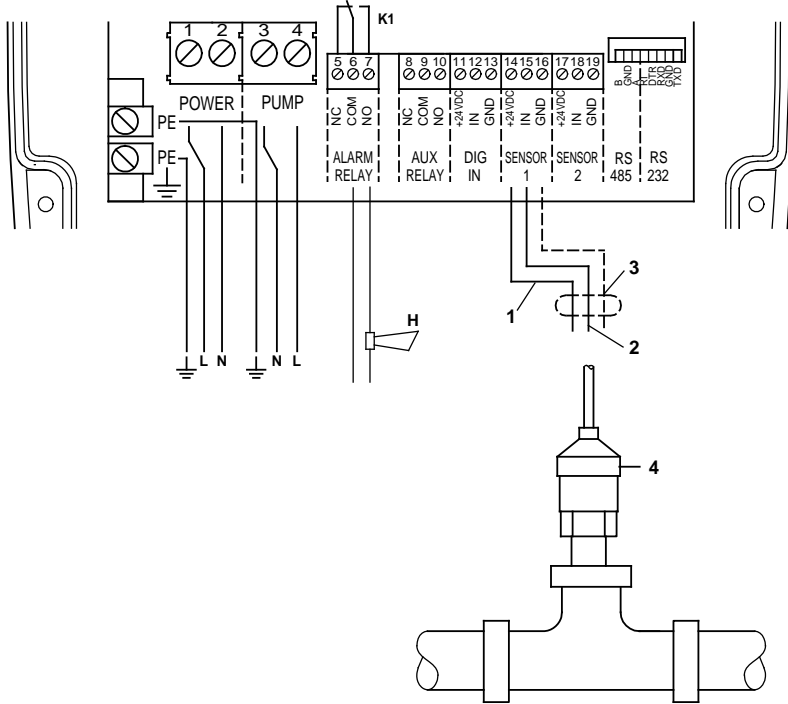 K1
1 2 3 4
5 6 7
8 9 10 11 12 13
14 15 16
17 18 19
B
GND
A
RI
DTR
RXD
GND
TXD
NC
COM
NO
NC
COM
NO
+24VDC
IN
GND
+24VDC
IN
GND
+24VDC
IN
GND
POWER PUMP
PE
PE
ALARM
RELAY
AUX
RELAY
DIG
IN
SENSOR
1
SENSOR
2
RS
485
RS
232
3
1
2
H
L N N L
4